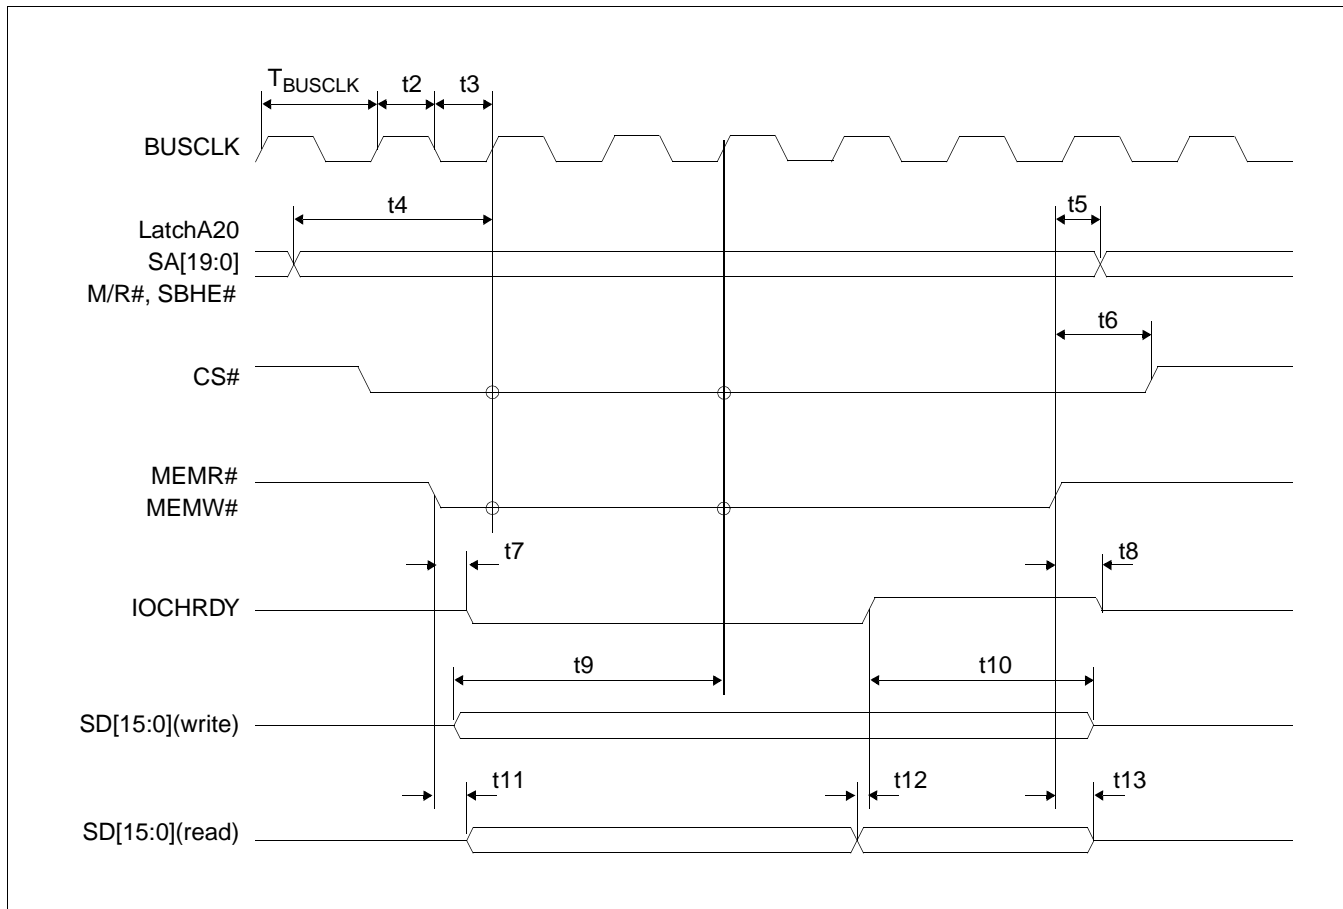 TBUSCLK t2 t3
BUSCLK
t4 t5
LatchA20
SA[19:0]
M/R#, SBHE#
t6
CS#
MEMR#
MEMW#
t7 t8
IOCHRDY
t9 t10
SD[15:0](write)
t11 t12 t13
SD[15:0](read)